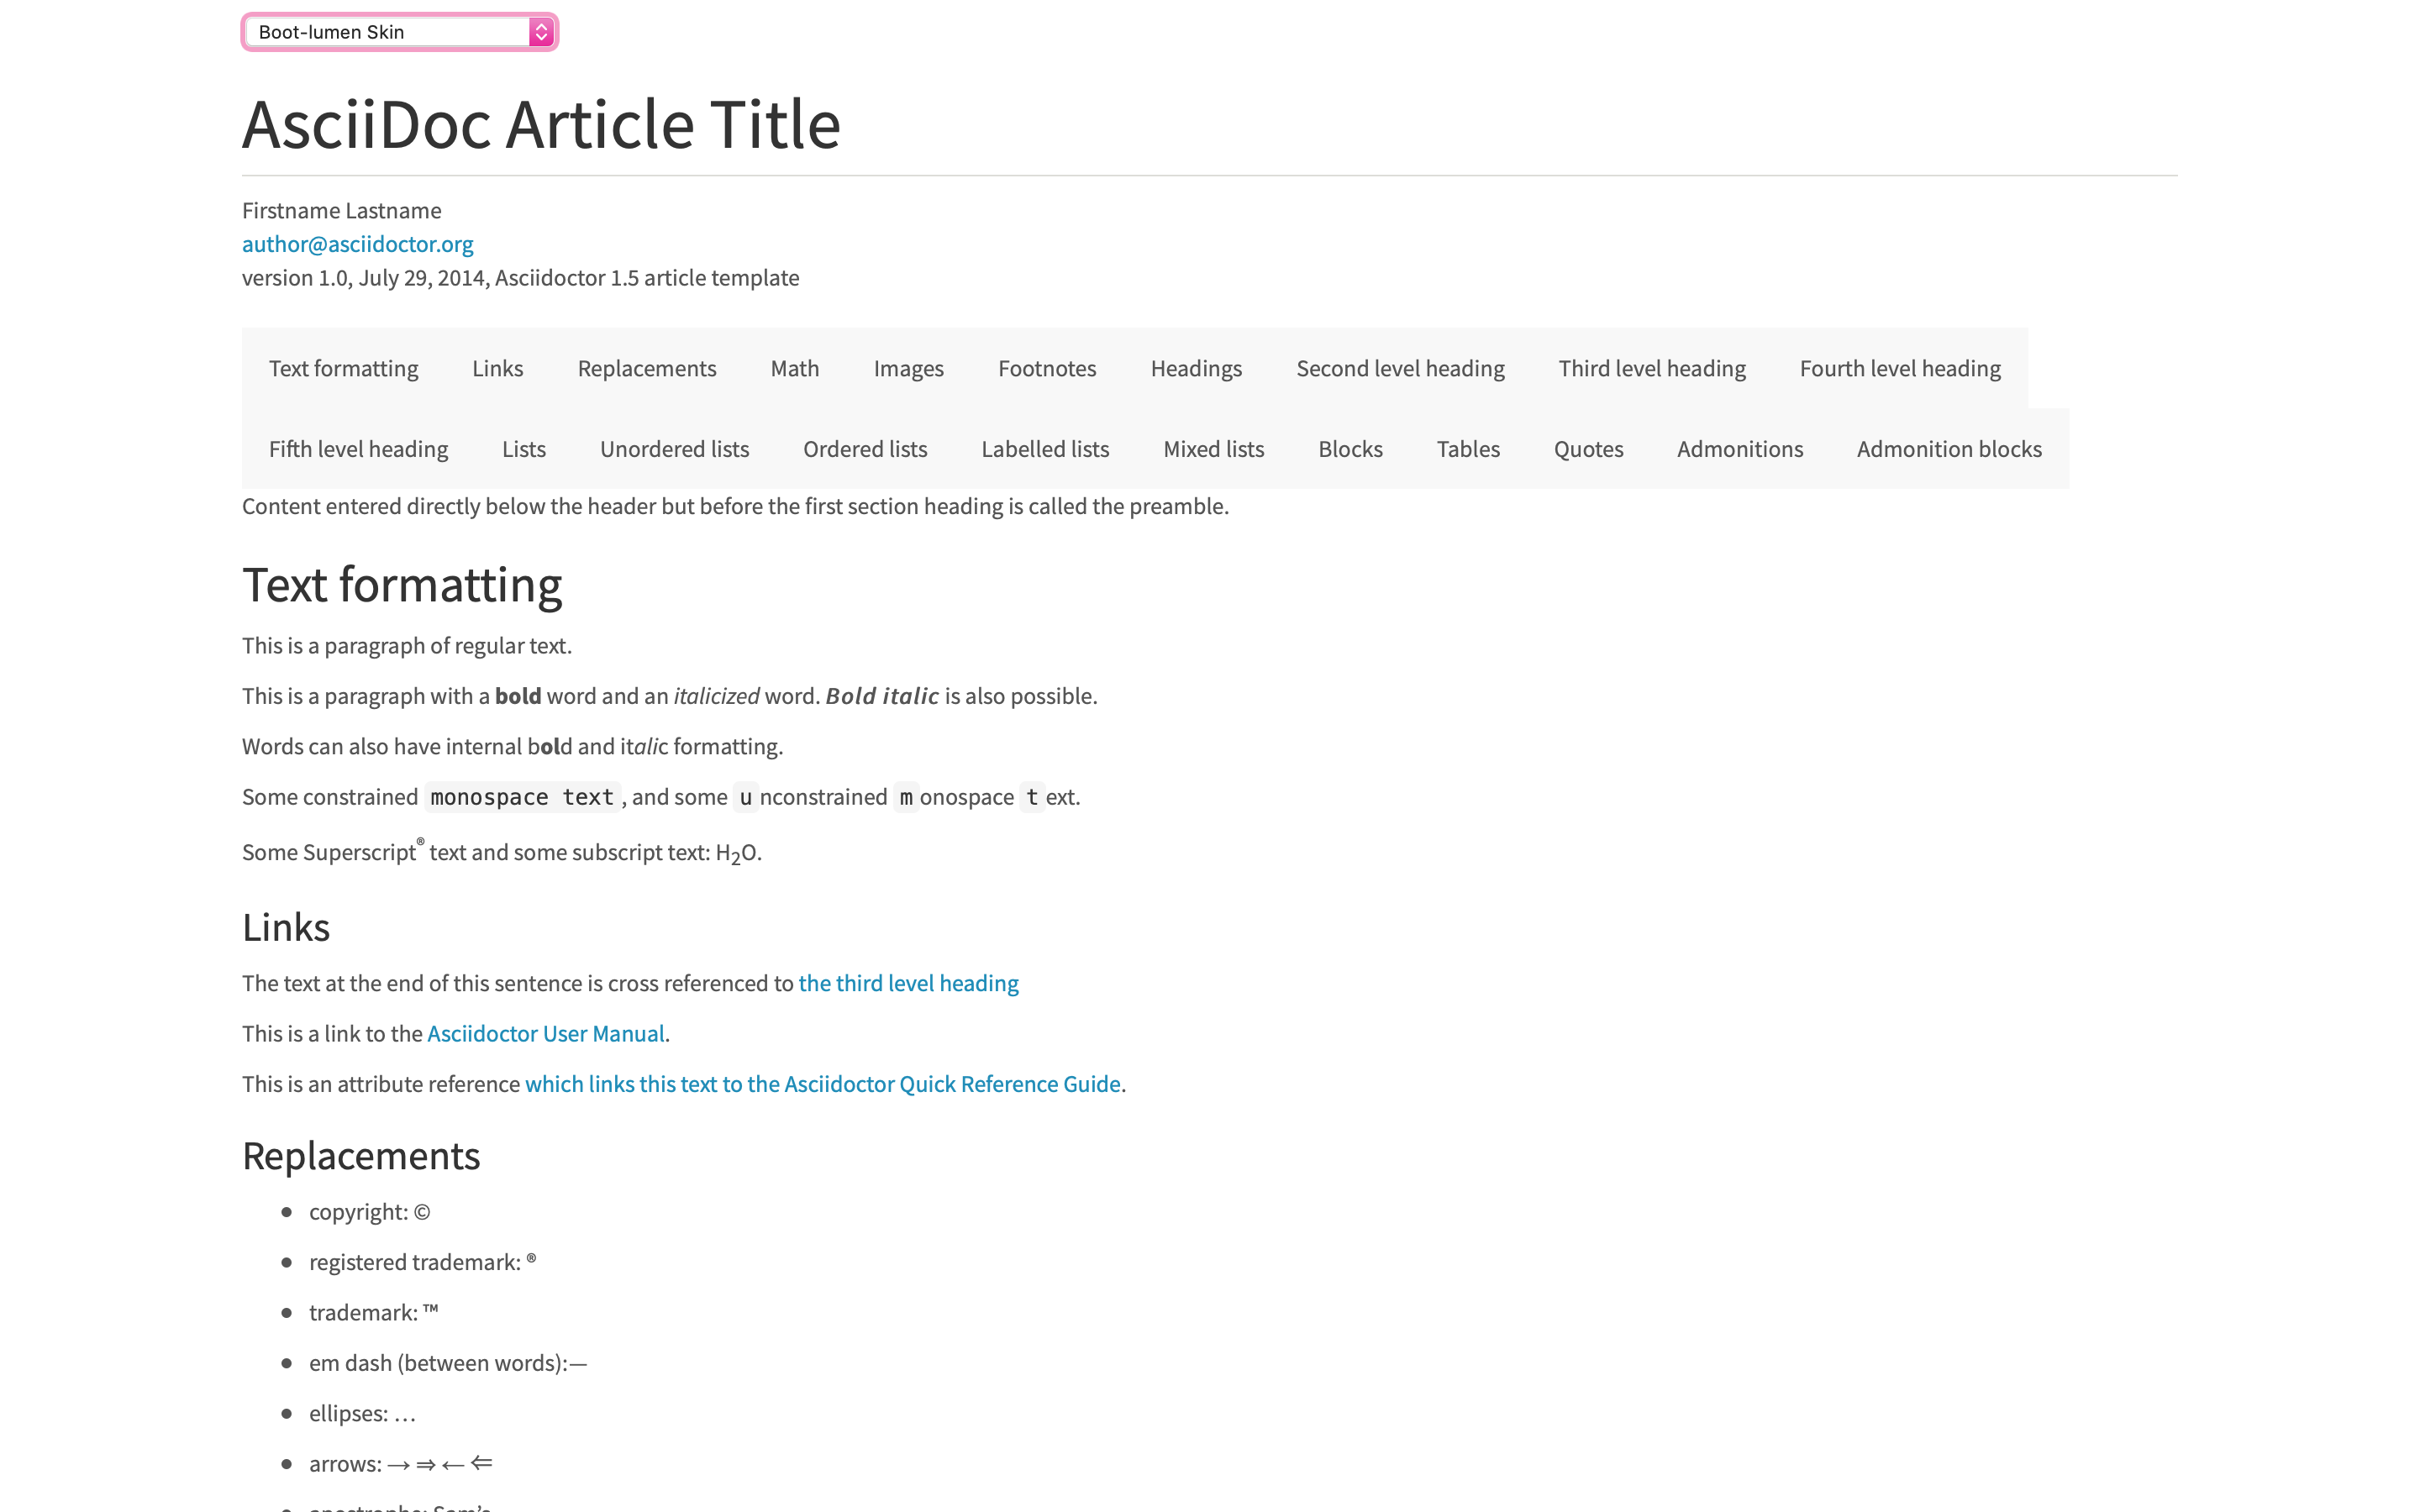 Boot-lumen Skin
AsciiDoc Article Title
Firstname Lastname
author@asciidoctor.org
version 1.0, July 29, 2014, Asciidoctor 1.5 article template
Text formatting Links Replacements Math Images Footnotes Headings Second level heading Third level heading Fourth level heading
Fifth level heading Lists Unordered lists Ordered lists Labelled lists Mixed lists Blocks Tables Quotes Admonitions Admonition blocks
Content entered directly below the header but before the first section heading is called the preamble.
Text formatting
This is a paragraph of regular text.
This is a paragraph with a bold word and an italicized word. Bold italic is also possible.
Words can also have internal bold and italic formatting.
Some constrained monospace text, and some unconstrained monospace text.
Some Superscript® text and some subscript text: H₂O.
Links
The text at the end of this sentence is cross referenced to the third level heading
This is a link to the Asciidoctor User Manual.
This is an attribute reference which links this text to the Asciidoctor Quick Reference Guide.
Replacements
• copyright: ©
• registered trademark: ®
• trademark: ™
• em dash (between words):—
• ellipses: …
• arrows: → ⇒ ← ⇐
• apostrophe: Sam’s